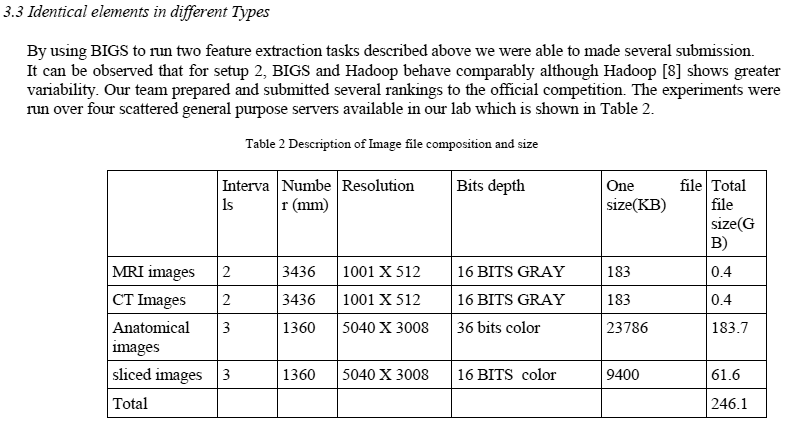 3.3 Identical elements in different Types
By using BIGS to run two feature extraction tasks described above we were able to made several submission.
It can be observed that for setup 2, BIGS and Hadoop behave comparably although Hadoop [8] shows greater
variability. Our team prepared and submitted several rankings to the official competition. The experiments were
run over four scattered general purpose servers available in our lab which is shown in Table 2.
Table 2 Description of Image file composition and size
Interva Numbe Resolution Bits depth One file Total
ls r (mm) size(KB) file
size(G
B)
MRI images 2 3436 1001 X 512 16 BITS GRAY 183 0.4
CT Images 2 3436 1001 X 512 16 BITS GRAY 183 0.4
Anatomical 3 1360 5040 X 3008 36 bits color 23786 183.7
images
sliced images 3 1360 5040 X 3008 16 BITS color 9400 61.6
Total 246.1